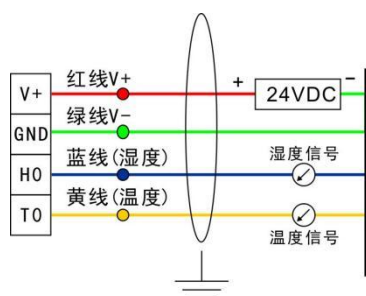 红线V+
+
24VDC
-
V+
绿线V-
GND
蓝线(湿度)
湿度信号
HO
黄线(温度)
TO
温度信号